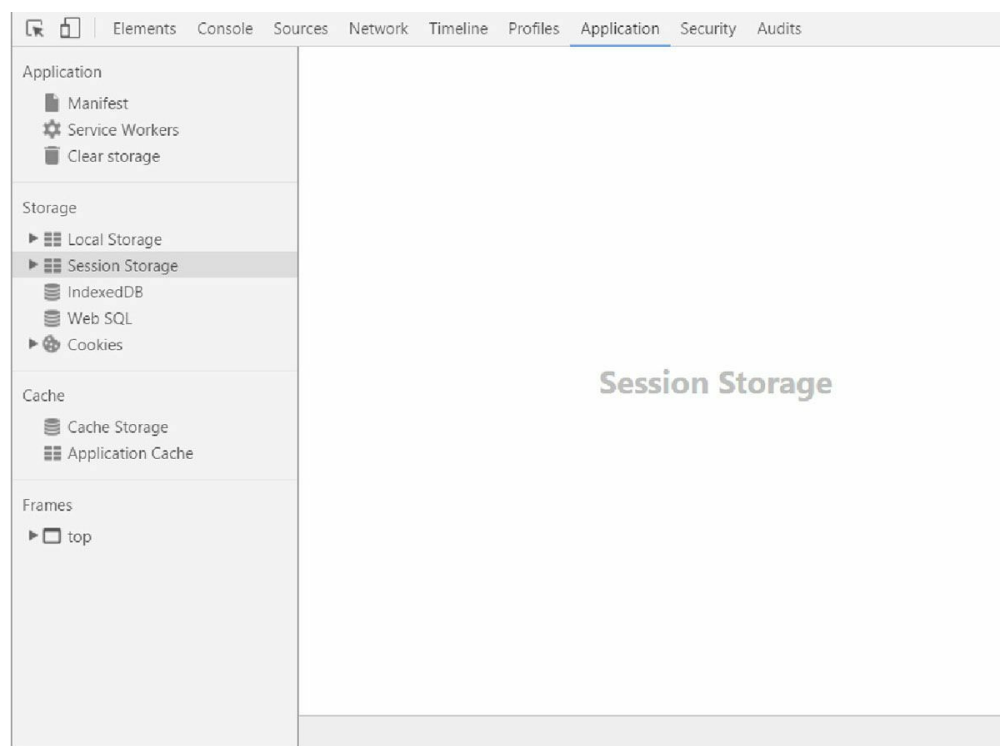 Elements Console Sources Network Timeline Profiles Application Security Audits
Application
Manifest
Service Workers
Clear storage
Storage
Local Storage
Session Storage
IndexedDB
Web SQL
Cookies
Cache
Cache Storage
Application Cache
Frames
top
Session Storage